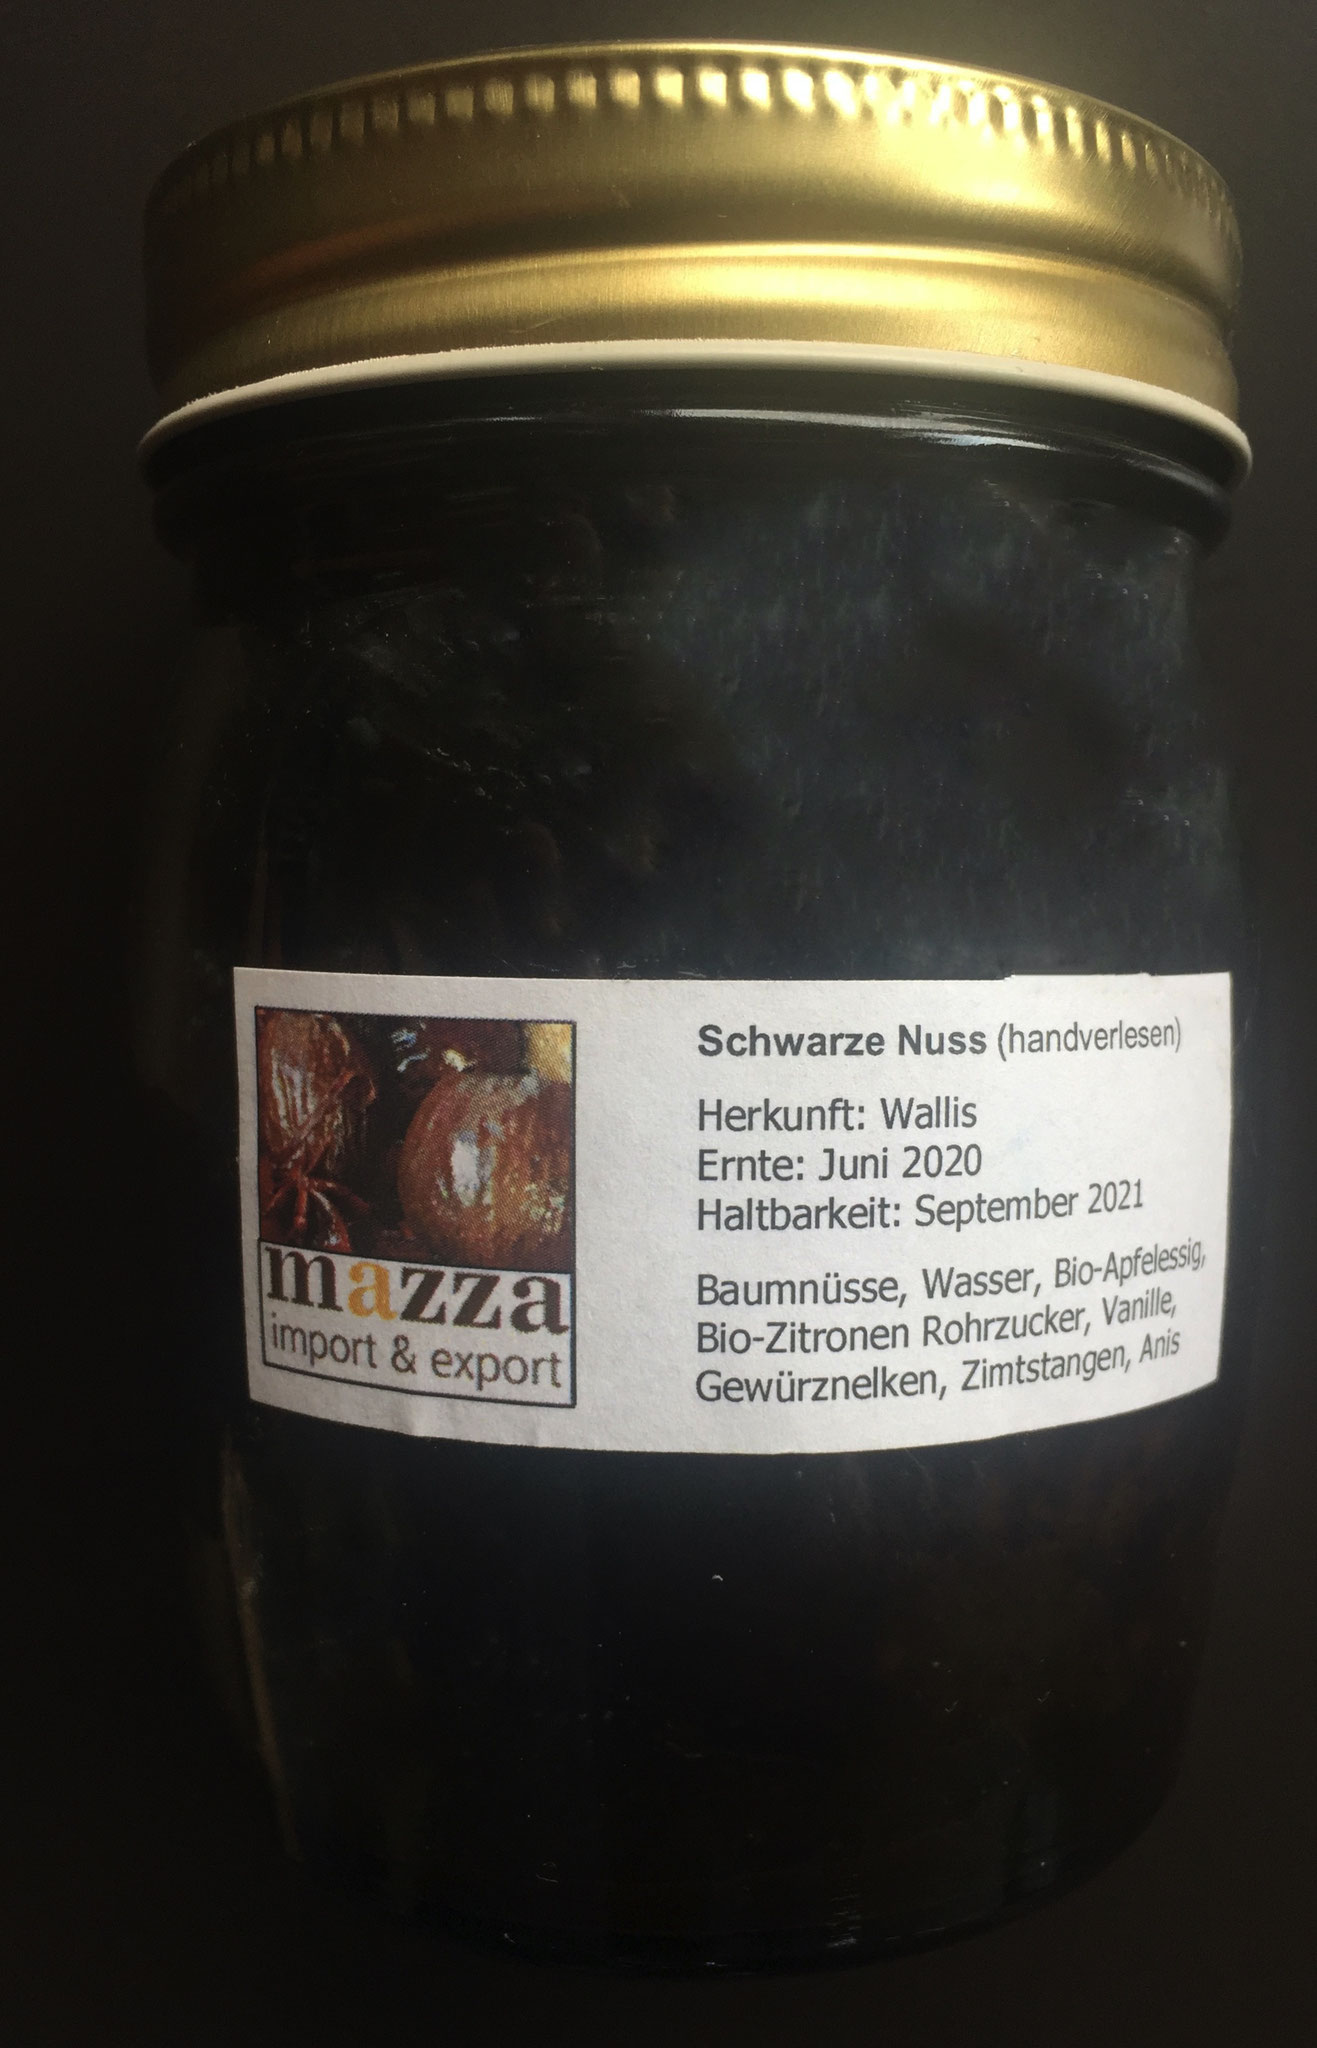 mazza
import & export
Schwarze Nuss (handverlesen)
Herkunft: Wallis
Ernte: Juni 2020
Haltbarkeit: September 2021
Baumnüsse, Wasser, Bio-Apfelessig,
Bio-Zitronen Rohrzucker, Vanille,
Gewürznelken, Zimtstangen, Anis